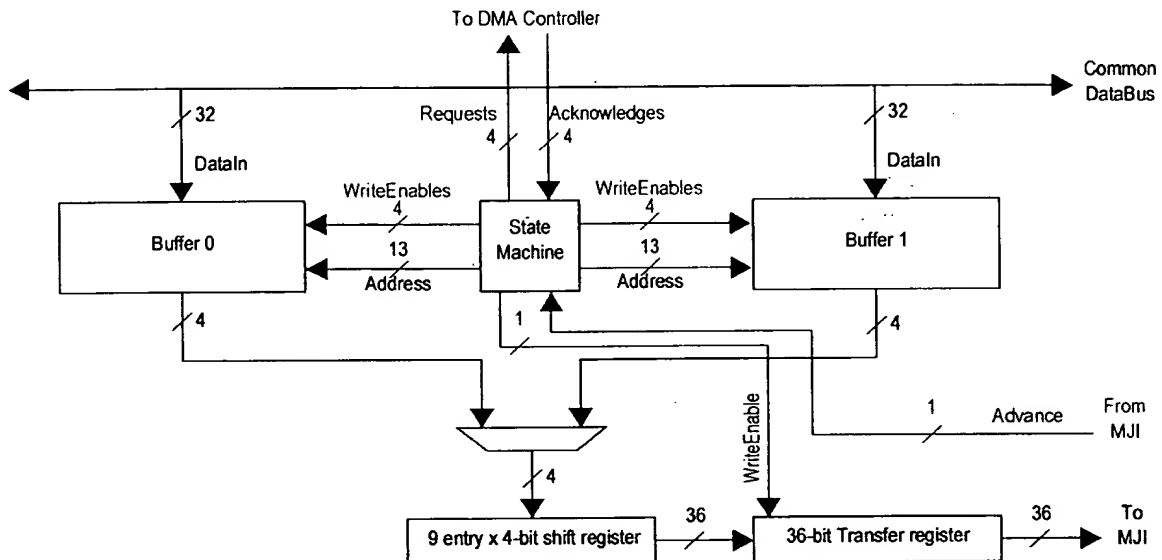 To DMA Controller
Common
DataBus
32
Requests
4
Acknowledges
4
32
DataIn
DataIn
WriteEnables
4
WriteEnables
4
Buffer 0
State
Machine
Buffer 1
13
Address
13
Address
4
1
4
1
Advance
From
MJI
WriteEnable
4
9 entry x 4-bit shift register
36
36-bit Transfer register
36
To
MJI